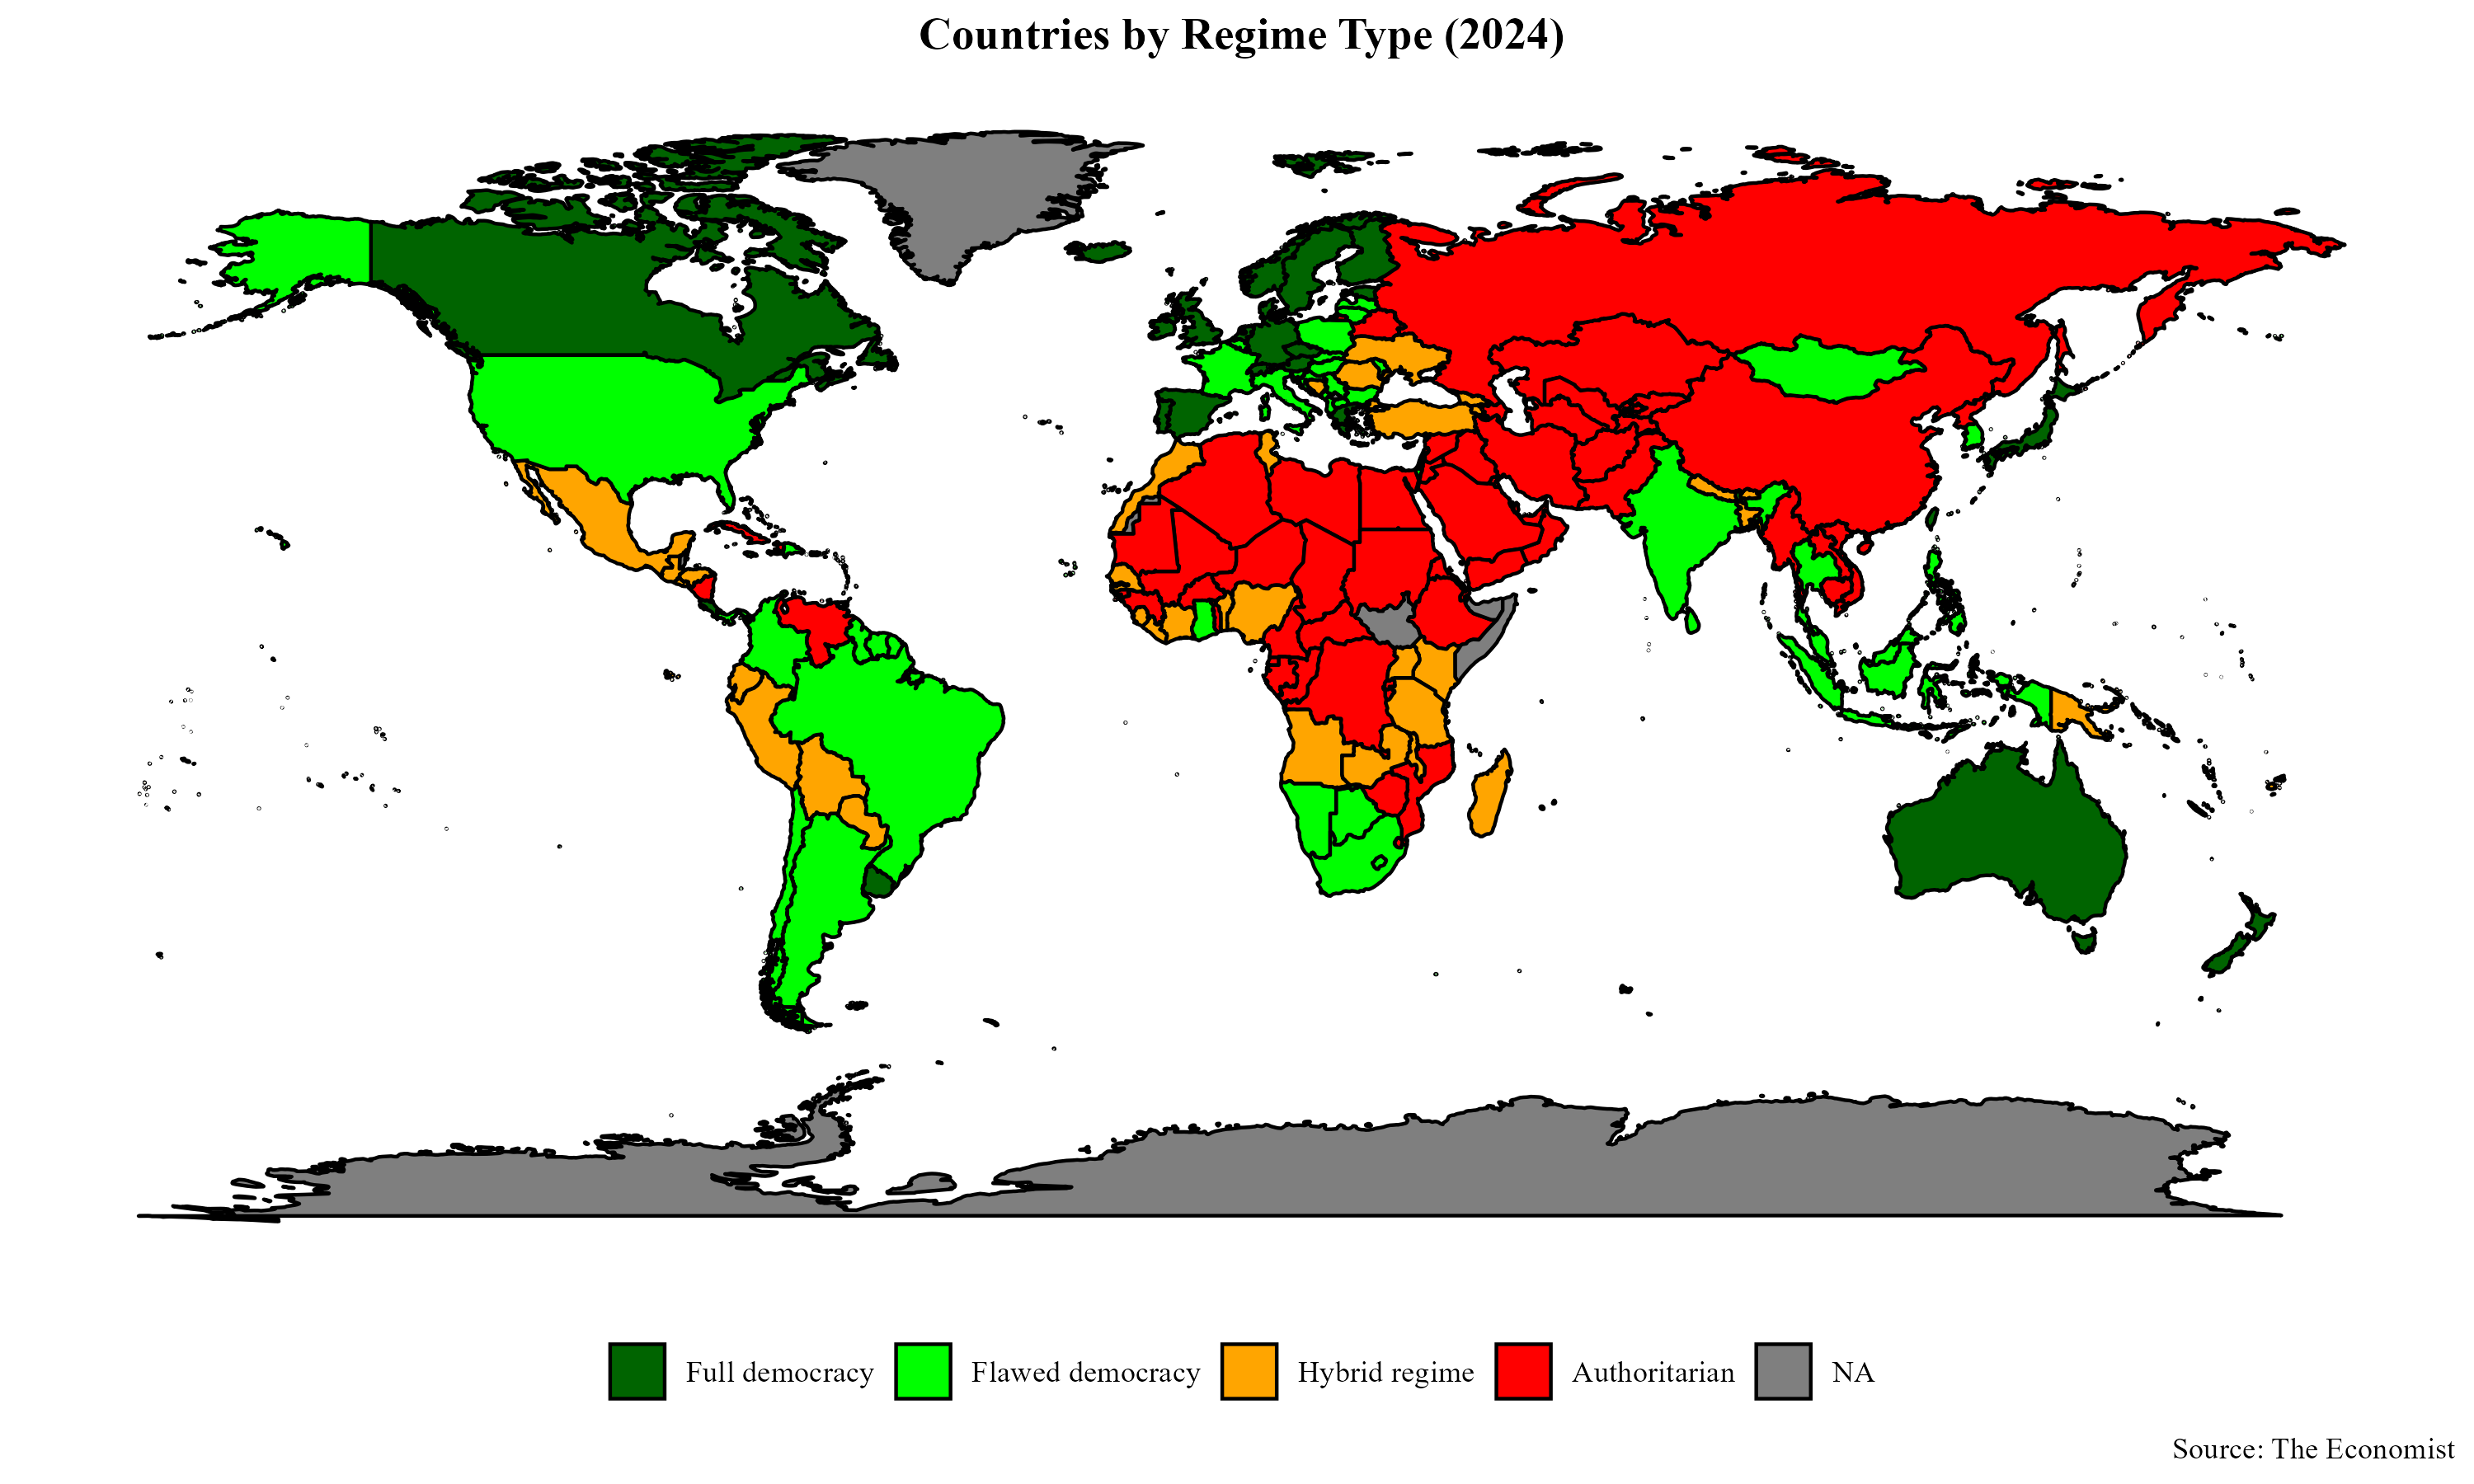 Countries by Regime Type (2024)
Full democracy
Flawed democracy
Hybrid regime
Authoritarian
NA
Source: The Economist